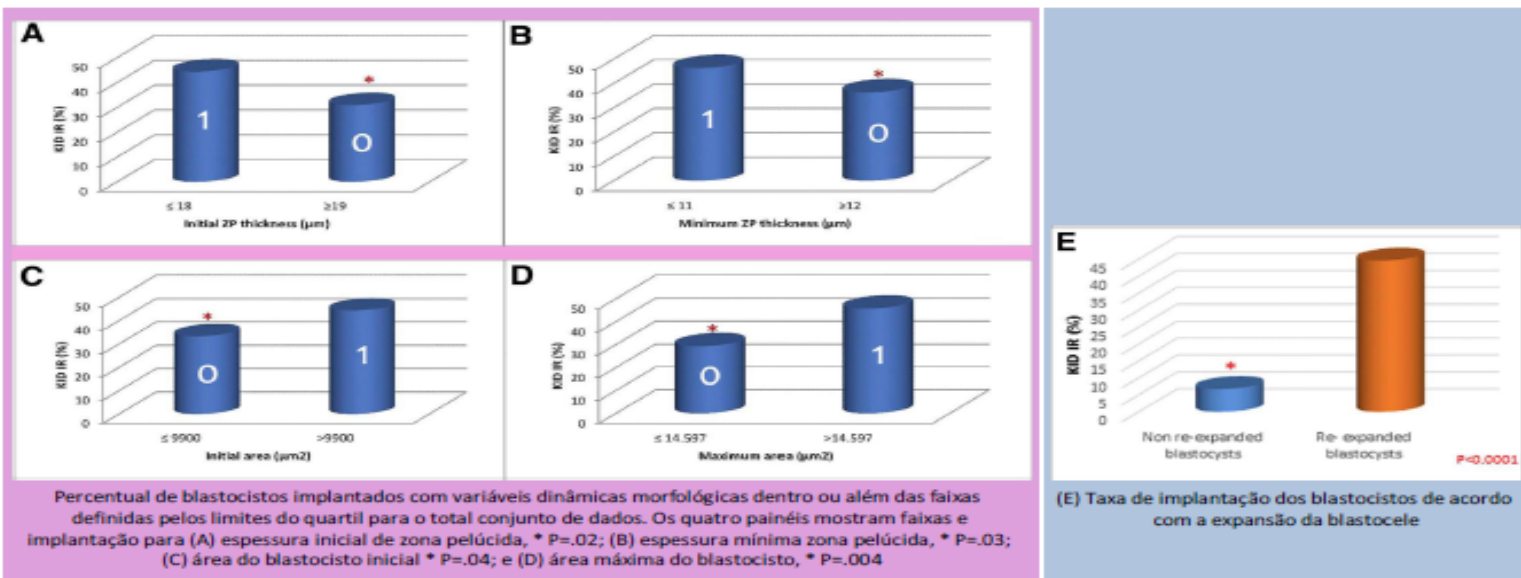 A
50
40
30
20
10
0
KID IR (%)
1
*
0
≤ 18
≥19
Initial ZP thickness (µm)
B
50
40
30
20
10
0
KID IR (%)
1
*
0
≤ 11
≥12
Minimum ZP thickness (µm)
C
50
40
30
20
10
0
KID IR (%)
*
0
1
≤ 9900
>9900
Initial area (µm2)
D
50
40
30
20
10
0
KID IR (%)
*
0
1
≤ 14.597
>14.597
Maximum area (µm2)
Percentual de blastocistos implantados com variáveis dinâmicas morfológicas dentro ou além das faixas
definidas pelos limites do quartil para o total conjunto de dados. Os quatro painéis mostram faixas e
implantação para (A) espessura inicial de zona pelúcida, * P=.02; (B) espessura mínima zona pelúcida, * P=.03;
(C) área do blastocisto inicial * P=.04; e (D) área máxima do blastocisto, * P=.004
E
45
40
35
30
25
20
15
10
5
0
KID IR (%)
*
Non re-expanded
blastocysts
Re- expanded
blastocysts
P<0.0001
(E) Taxa de implantação dos blastocistos de acordo
com a expansão da blastocele